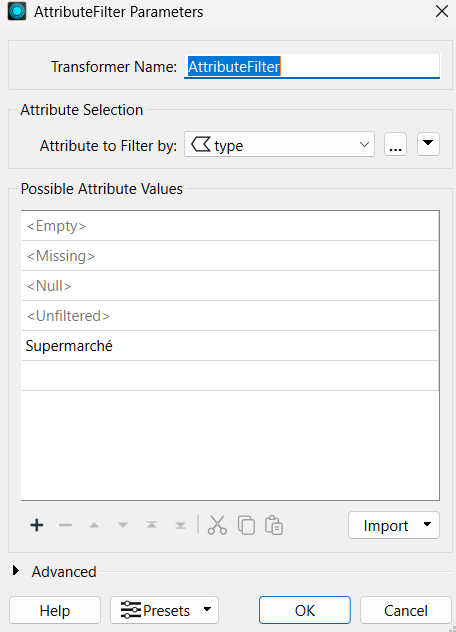 AttributeFilter Parameters
Transformer Name: AttributeFilter
Attribute Selection
Attribute to Filter by: type ...
Possible Attribute Values
<Empty>
<Missing>
<Null>
<Unfiltered>
Supermarché
Import
Advanced
Help Presets OK Cancel